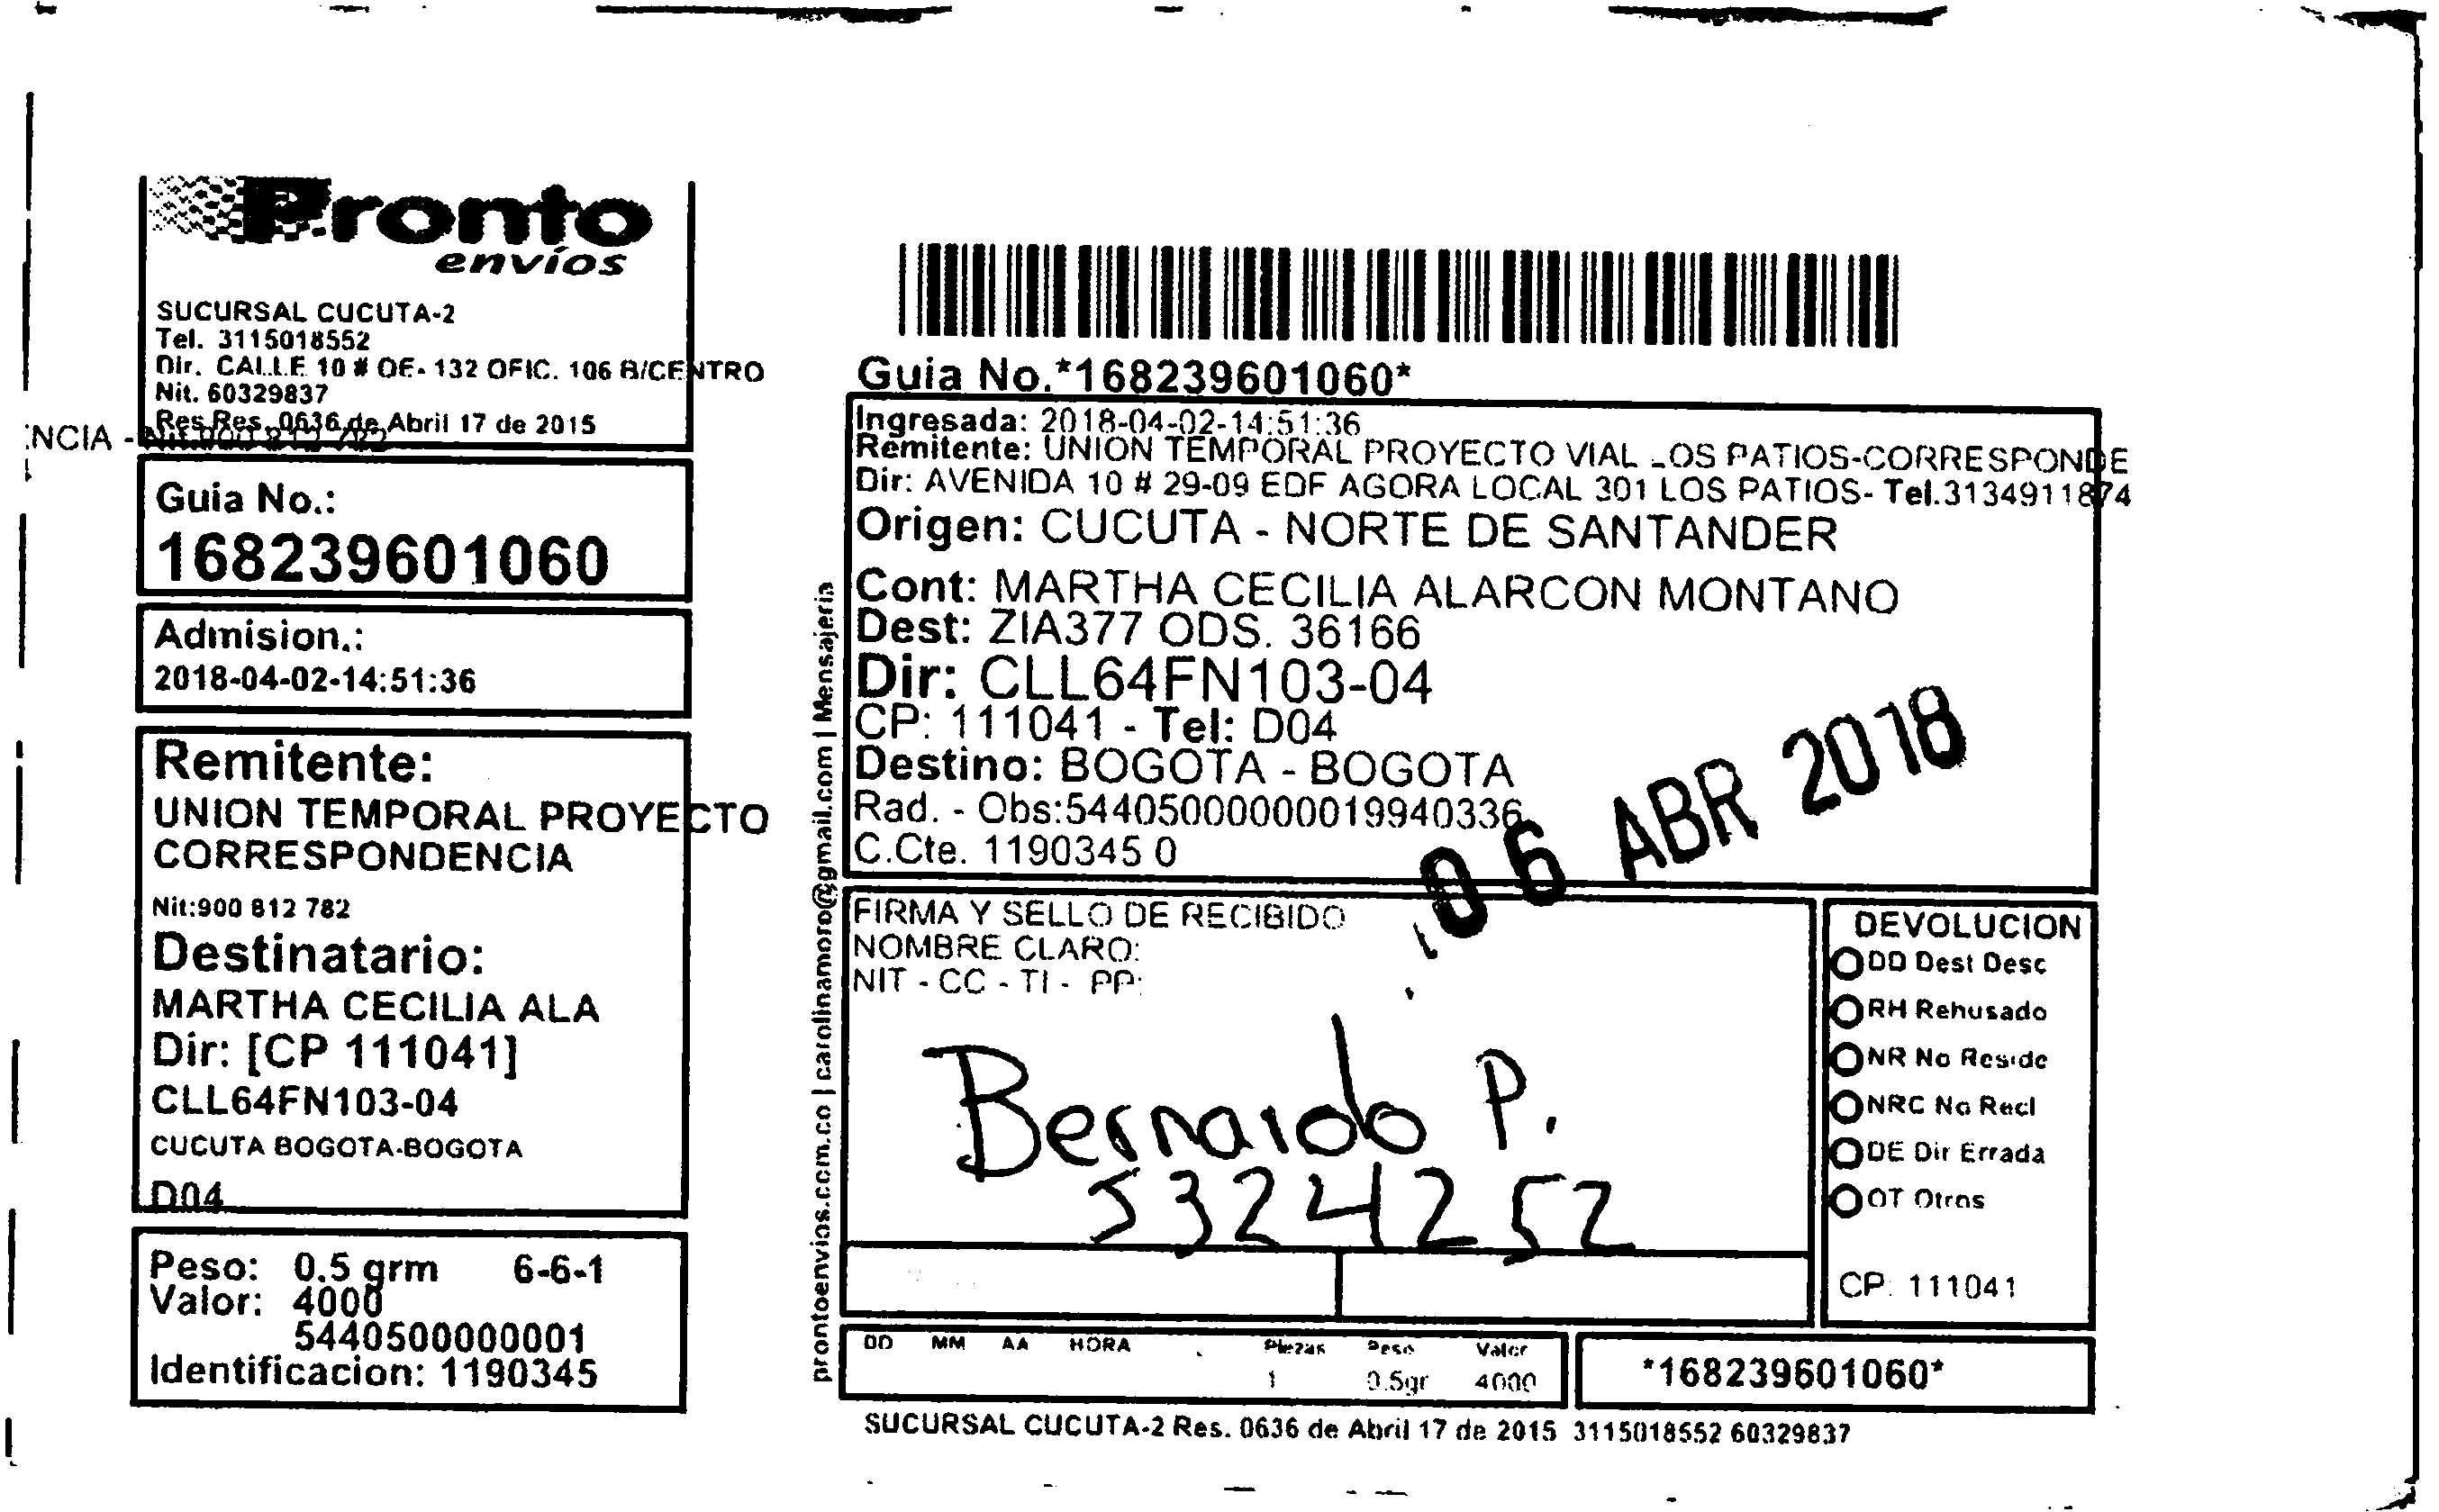 Pronto
envíos
SUCURSAL CUCUTA-2
Tel. 3115018552
Dir. CALLE 10 # OE- 132 OFIC. 106 B/CENTRO
Nit. 60329837
Res.Res. 0636 de Abril 17 de 2015
NCIA - Nit.900 812 782
Guia No.:
168239601060
Admision.:
2018-04-02-14:51:36
Remitente:
UNION TEMPORAL PROYECTO
CORRESPONDENCIA
Nit:900 812 782
Destinatario:
MARTHA CECILIA ALA
Dir: [CP 111041]
CLL64FN103-04
CUCUTA BOGOTA-BOGOTA
D04
Peso: 0.5 grm 6-6-1
Valor: 4000
5440500000001
Identificacion: 1190345
prontoenvios.com.co | carolinamoro@gmail.com | Mensajeria
Guia No.*168239601060*
Ingresada: 2018-04-02-14:51:36
Remitente: UNION TEMPORAL PROYECTO VIAL LOS PATIOS-CORRESPONDE
Dir: AVENIDA 10 # 29-09 EDF AGORA LOCAL 301 LOS PATIOS- Tel.3134911874
Origen: CUCUTA - NORTE DE SANTANDER
Cont: MARTHA CECILIA ALARCON MONTANO
Dest: ZIA377 ODS. 36166
Dir: CLL64FN103-04
CP: 111041 - Tel: D04
Destino: BOGOTA - BOGOTA
Rad. - Obs:544050000000019940336
C.Cte. 1190345 0
06 ABR 2018
FIRMA Y SELLO DE RECIBIDO
NOMBRE CLARO:
NIT - CC - TI - PP:
Bernardo P.
5324252
DEVOLUCION
DD Dest Desc
RH Rehusado
NR No Reside
NRC No Recl
DE Dir Errada
OT Otros
CP: 111041
DD MM AA HORA Piezas Peso Valor
1 0.5gr 4000
*168239601060*
SUCURSAL CUCUTA-2 Res. 0636 de Abril 17 de 2015 3115018552 60329837